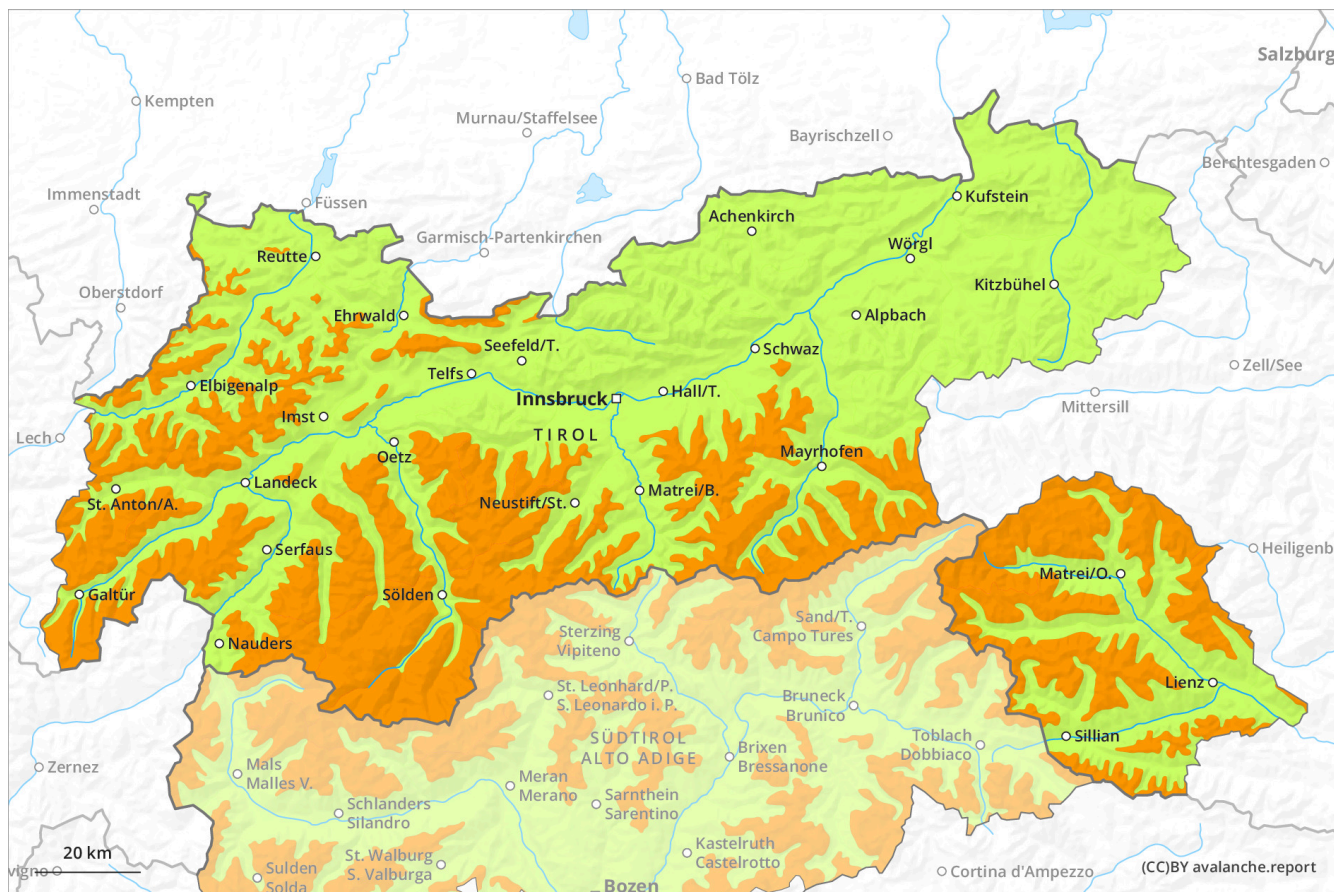 Salzburg
Bad Tölz
Kempten
Murnau/Staffelsee
Bayrischzell
Berchtesgaden
Immenstadt
Füssen
Kufstein
Achenkirch
Garmisch-Partenkirchen
Wörgl
Reutte
Kitzbühel
Oberstdorf
Ehrwald
Alpbach
Seefeld/T.
Schwaz
Zell/See
Telfs
Elbigenalp
Hall/T.
Innsbruck
Mittersill
Imst
TIROL
Lech
Oetz
Mayrhofen
Landeck
Matrei/B.
St. Anton/A.
Neustift/St.
Serfaus
Heiligenb
Matrei/O.
Galtür
Sölden
Sand/T.
Campo Tures
Sterzing
Vipiteno
Nauders
Lienz
St. Leonhard/P.
S. Leonardo i. P.
Bruneck
Brunico
SÜDTIROL
ALTO ADIGE
Toblach
Dobbiaco
Sillian
Brixen
Bressanone
Zernez
Mals
Malles V.
Meran
Merano
Sarnthein
Sarentino
Schlanders
Silandro
Kastelruth
Castelrotto
20 km
St. Walburg
S. Valburga
vigno
Sulden
Solda
Bozen
Cortina d'Ampezzo
(CC)BY avalanche.report